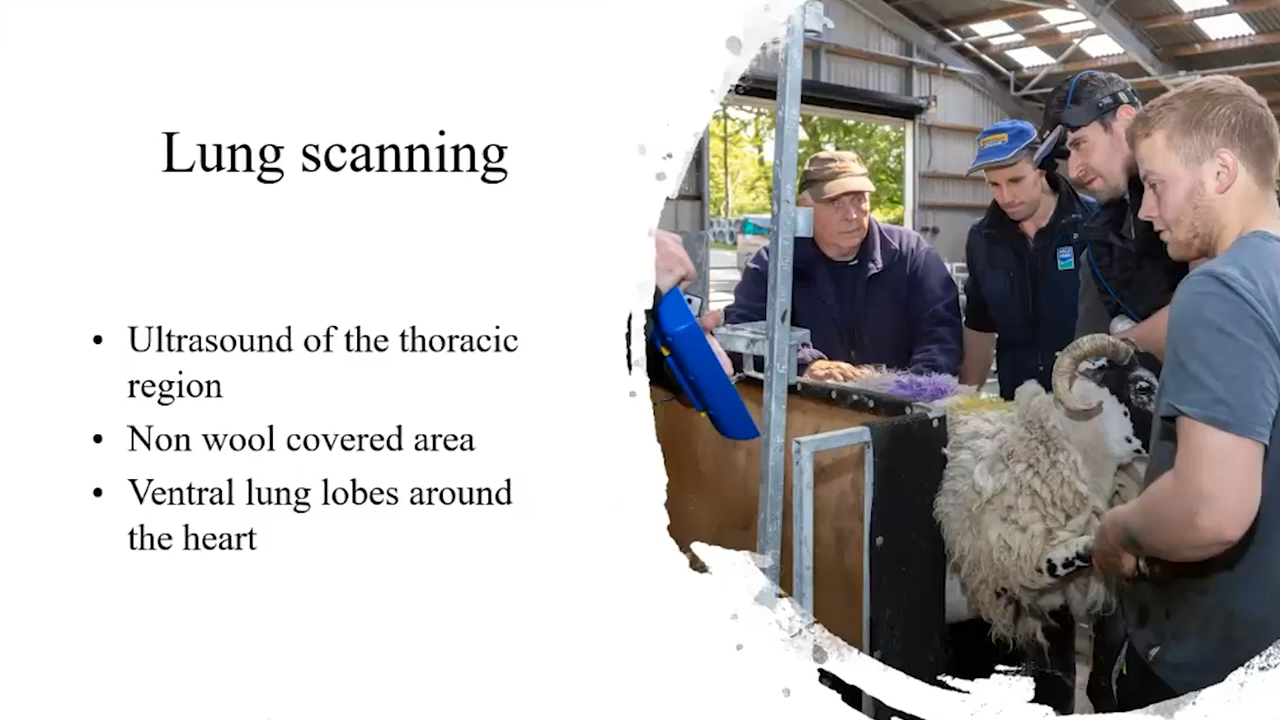 Lung scanning
• Ultrasound of the thoracic
region
• Non wool covered area
• Ventral lung lobes around
the heart